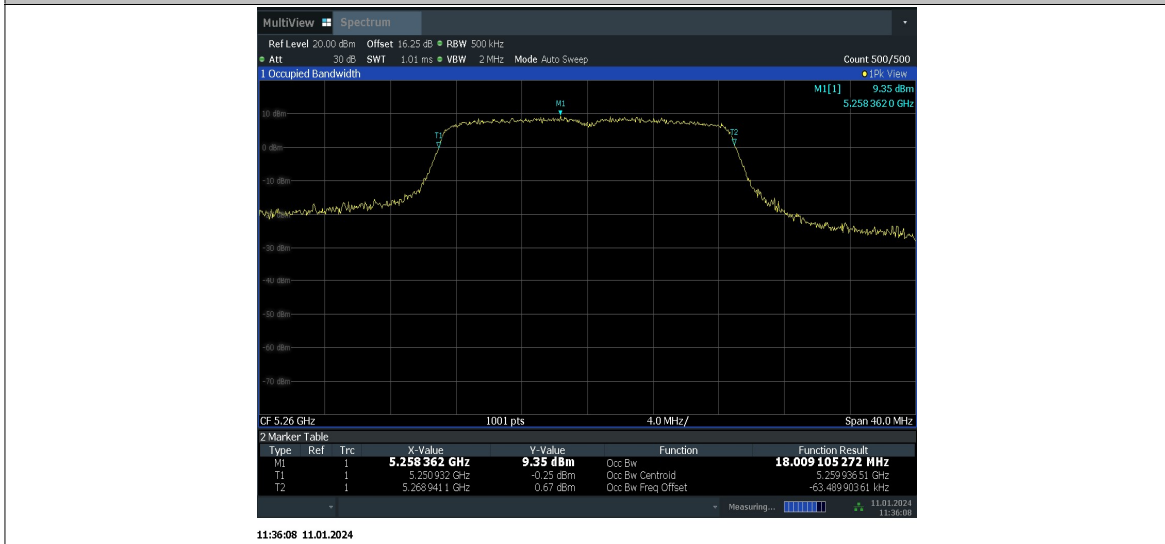 MultiView Spectrum
Ref Level 20.00 dBm Offset 16.25 dB RBW 500 kHz
Att 30 dB SWT 1.01 ms VBW 2 MHz Mode Auto Sweep Count 500/500
1 Occupied Bandwidth 1Pk View
M1[1] 9.35 dBm
5.258 362 0 GHz
M1
10 dBm
T1
T2
0 dBm
-10 dBm
-30 dBm
-40 dBm
-50 dBm
-60 dBm
-70 dBm
CF 5.26 GHz 1001 pts 4.0 MHz/ Span 40.0 MHz
2 Marker Table
Type Ref Trc X-Value Y-Value Function Function Result
M1 1 5.258 362 GHz 9.35 dBm Occ Bw 18.009 105 272 MHz
T1 1 5.250 932 GHz -0.25 dBm Occ Bw Centroid 5.259 936 51 GHz
T2 1 5.268 941 1 GHz 0.67 dBm Occ Bw Freq Offset -63.489 903 61 kHz
Measuring... 11.01.2024
11:36:08
11:36:08 11.01.2024